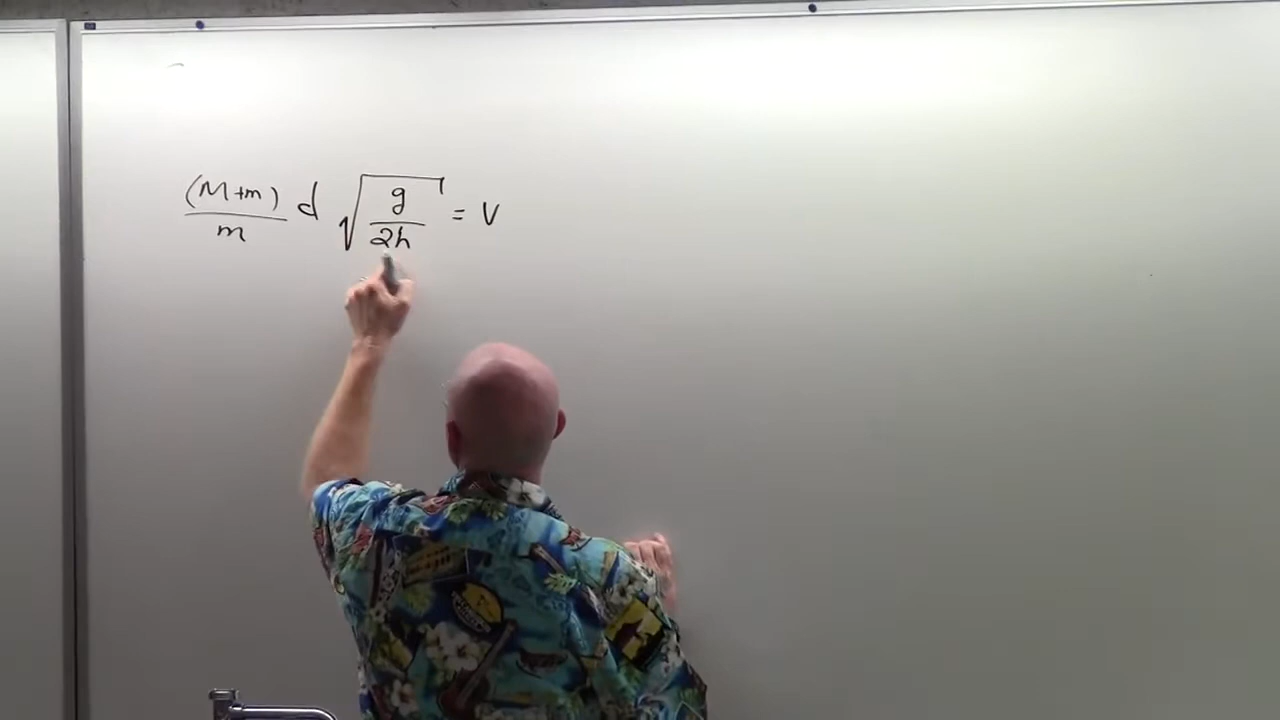 (M+m)/m d √(g/2h) = v